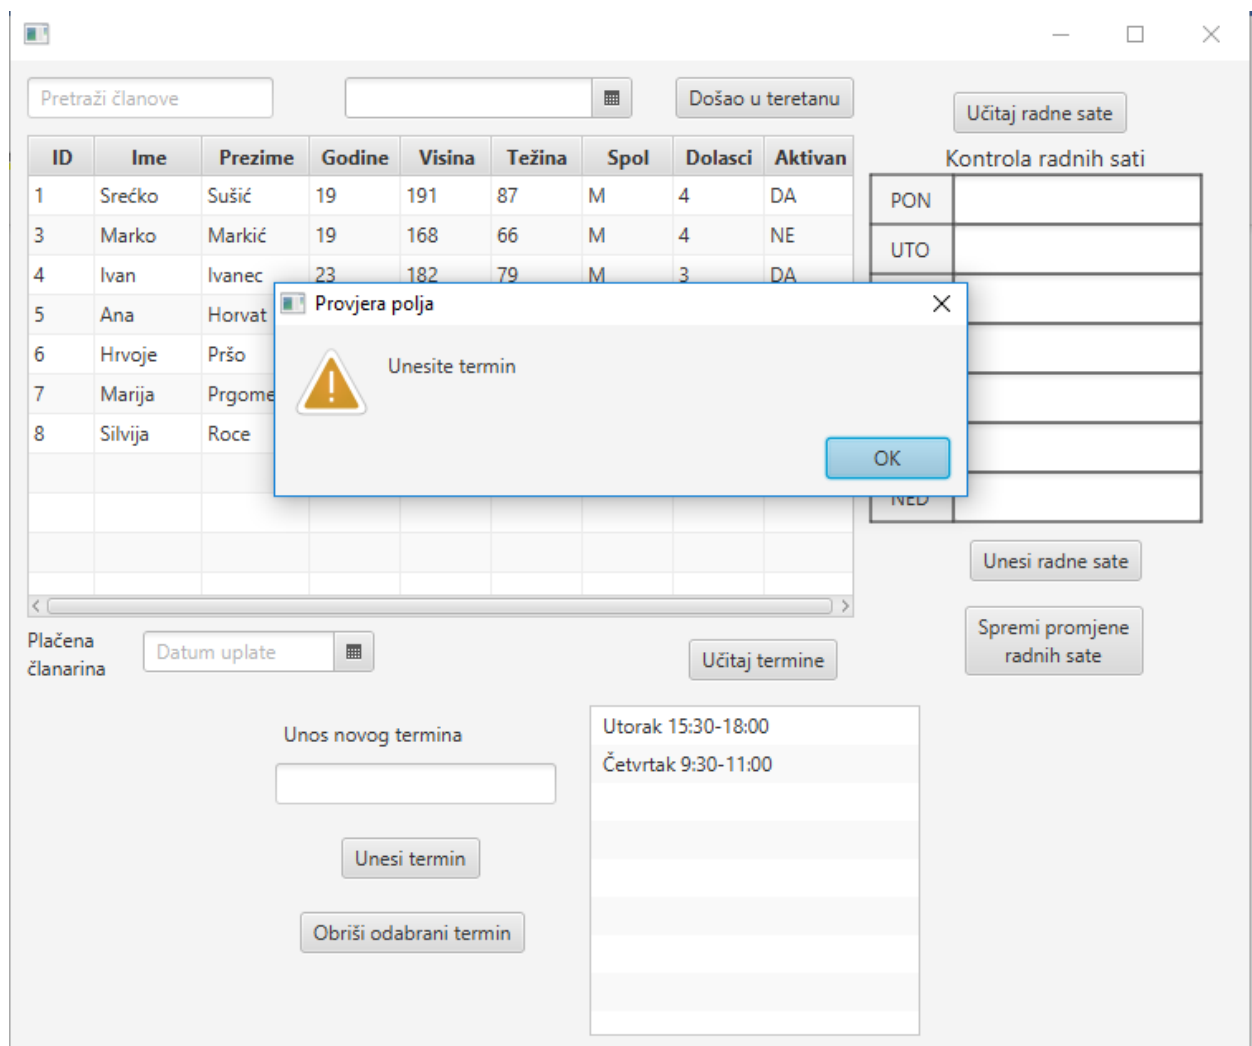 Pretraži članove
Došao u teretanu
Učitaj radne sate
ID Ime Prezime Godine Visina Težina Spol Dolasci Aktivan
1 Srećko Sušić 19 191 87 M 4 DA
3 Marko Markić 19 168 66 M 4 NE
4 Ivan Ivanec 23 182 79 M 3 DA
5 Ana Horvat
6 Hrvoje Pršo
7 Marija Prgome
8 Silvija Roce
Kontrola radnih sati
PON
UTO
NED
Provjera polja
Unesite termin
OK
Unesi radne sate
Spremi promjene
radnih sate
Plačena
članarina
Datum uplate
Učitaj termine
Unos novog termina
Unesi termin
Obriši odabrani termin
Utorak 15:30-18:00
Četvrtak 9:30-11:00